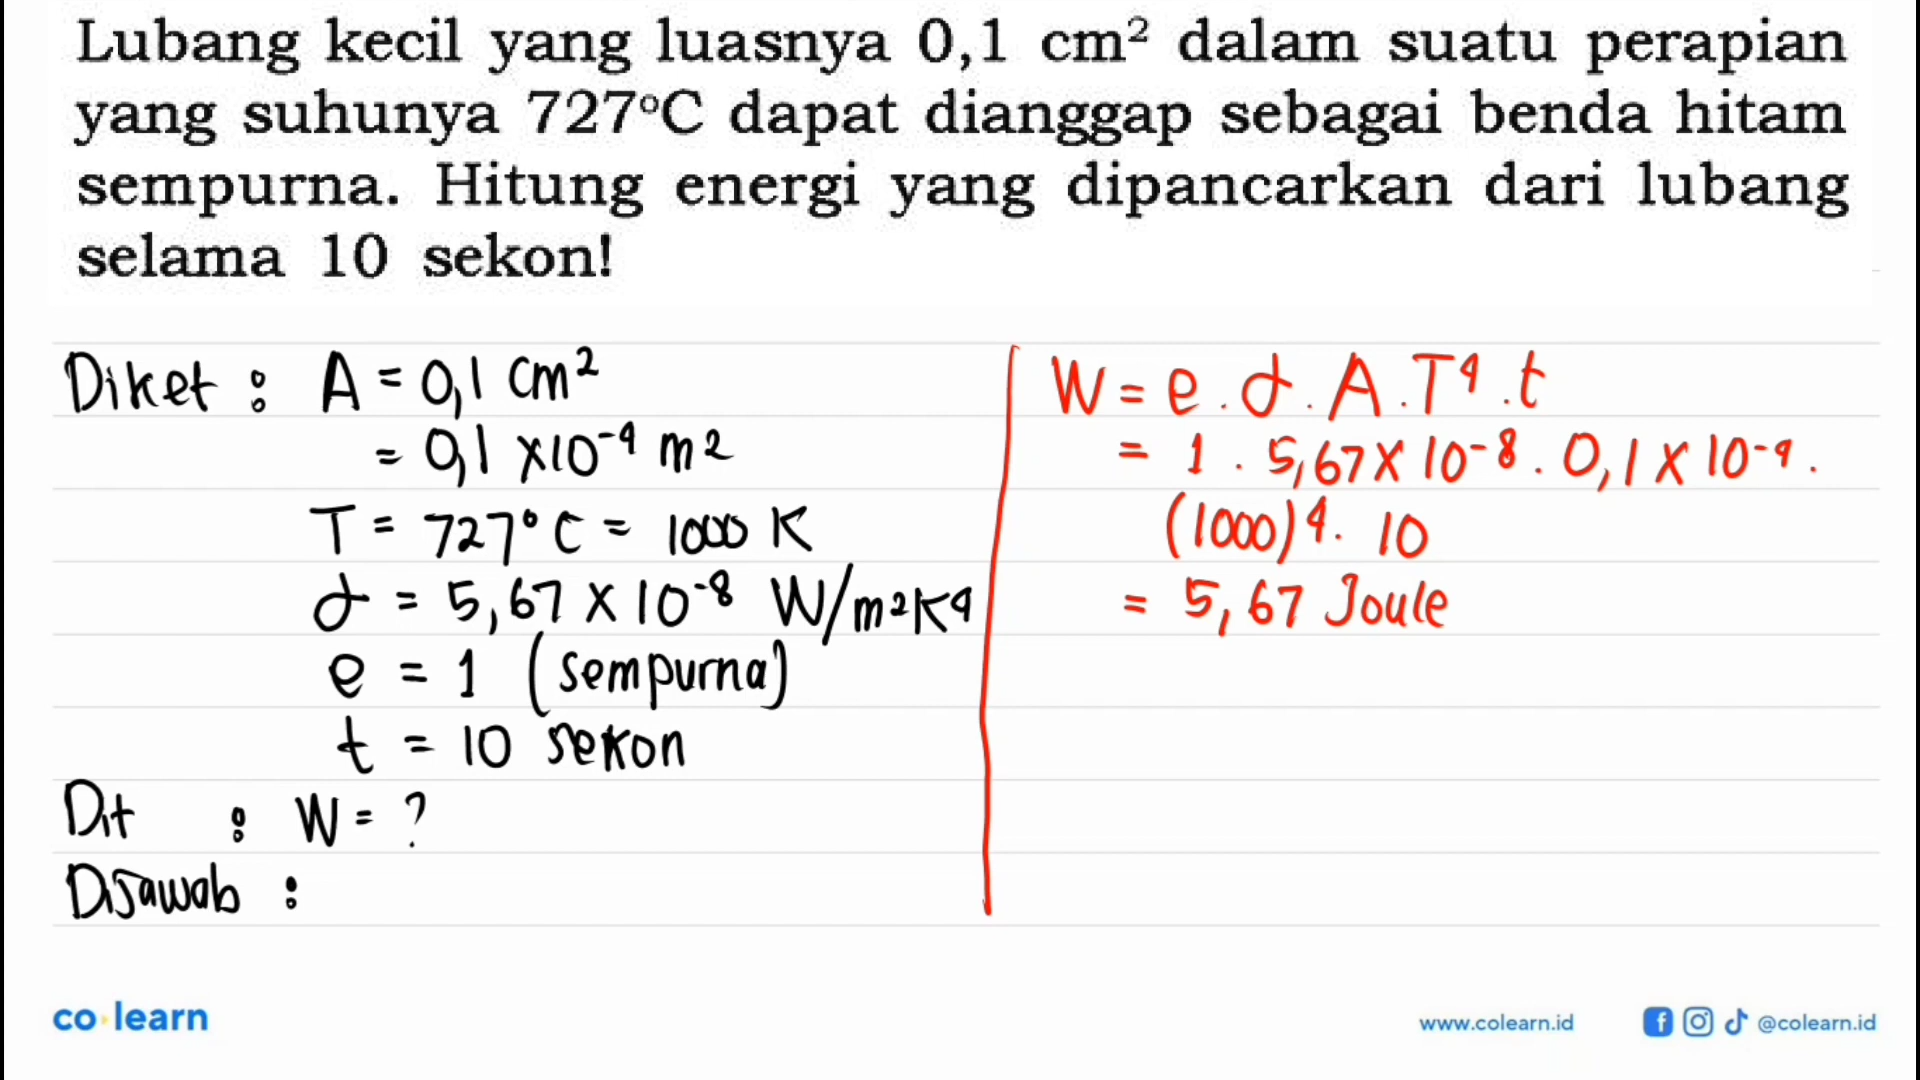 Lubang kecil yang luasnya 0,1 cm² dalam suatu perapian
yang suhunya 727°C dapat dianggap sebagai benda hitam
sempurna. Hitung energi yang dipancarkan dari lubang
selama 10 sekon!
Diket : A = 0,1 cm²
= 0,1 × 10⁻⁴ m²
T = 727°C = 1000 K
σ = 5,67 × 10⁻⁸ W/m²K⁴
e = 1 (sempurna)
t = 10 sekon
Dit : W = ?
Dijawab :
W = e . σ . A . T⁴ . t
= 1 . 5,67 × 10⁻⁸ . 0,1 × 10⁻⁴ .
(1000)⁴ . 10
= 5,67 Joule
co learn
www.colearn.id
@colearn.id